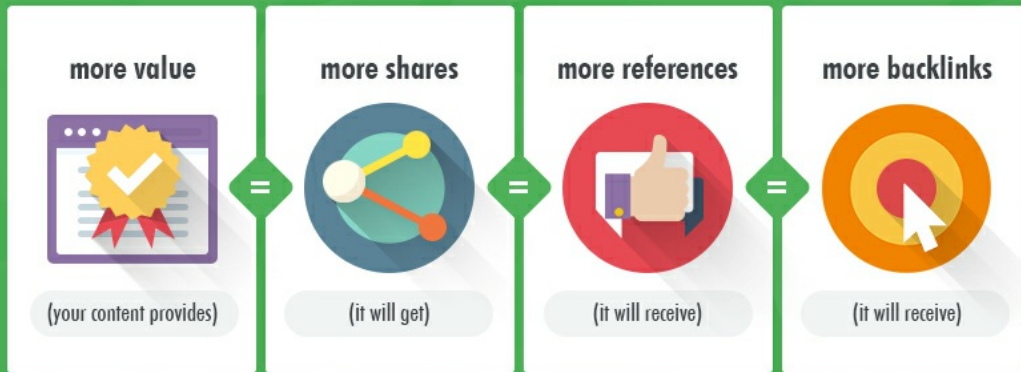 more value
(your content provides)
=
more shares
(it will get)
=
more references
(it will receive)
=
more backlinks
(it will receive)